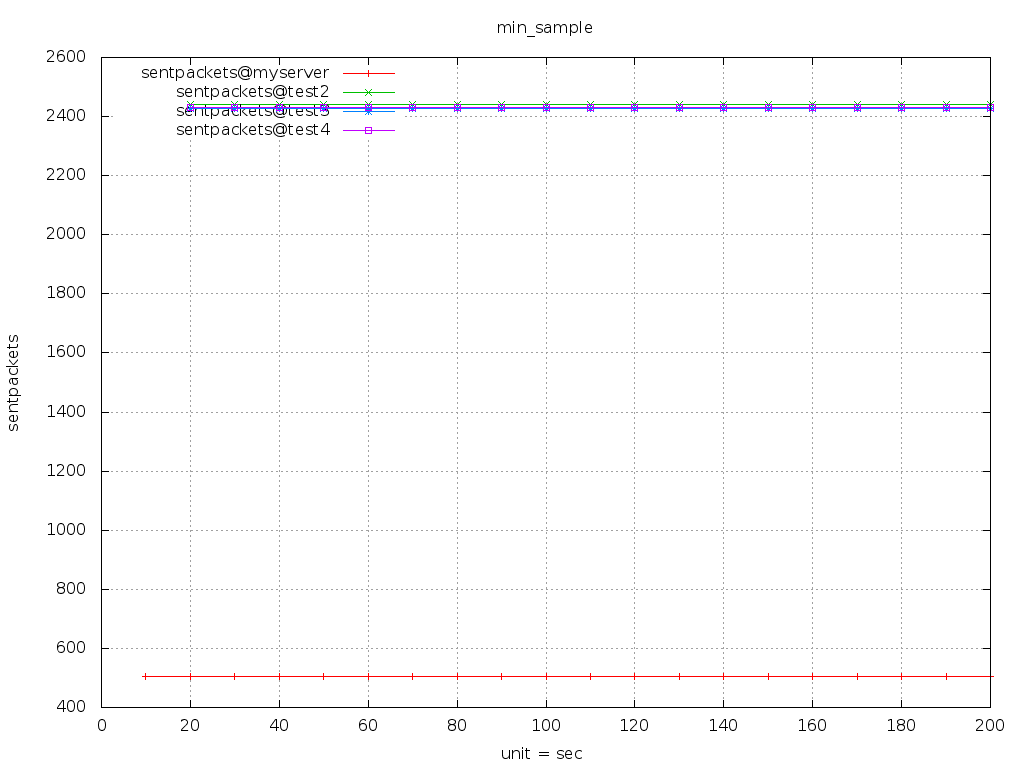 min_sample
2600
2400
2200
2000
1800
1600
1400
1200
1000
800
600
400
sentpackets@myserver
sentpackets@test2
sentpackets@test3
sentpackets@test4
sentpackets
0 20 40 60 80 100 120 140 160 180 200
unit = sec